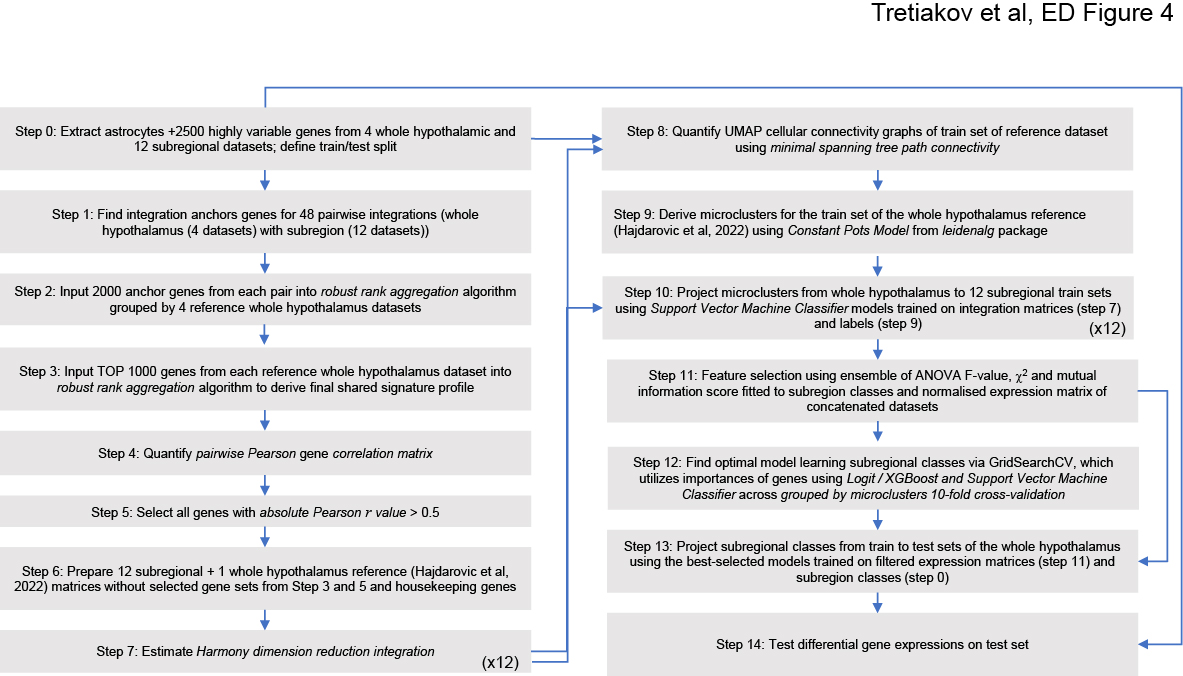 Tretiakov et al, ED Figure 4
Step 0: Extract astrocytes +2500 highly variable genes from 4 whole hypothalamic and
12 subregional datasets; define train/test split
Step 1: Find integration anchors genes for 48 pairwise integrations (whole
hypothalamus (4 datasets) with subregion (12 datasets))
Step 2: Input 2000 anchor genes from each pair into robust rank aggregation algorithm
grouped by 4 reference whole hypothalamus datasets
Step 3: Input TOP 1000 genes from each reference whole hypothalamus dataset into
robust rank aggregation algorithm to derive final shared signature profile
Step 4: Quantify pairwise Pearson gene correlation matrix
Step 5: Select all genes with absolute Pearson r value > 0.5
Step 6: Prepare 12 subregional + 1 whole hypothalamus reference (Hajdarovic et al,
2022) matrices without selected gene sets from Step 3 and 5 and housekeeping genes
Step 7: Estimate Harmony dimension reduction integration
(x12)
Step 8: Quantify UMAP cellular connectivity graphs of train set of reference dataset
using minimal spanning tree path connectivity
Step 9: Derive microclusters for the train set of the whole hypothalamus reference
(Hajdarovic et al, 2022) using Constant Pots Model from leidenalg package
Step 10: Project microclusters from whole hypothalamus to 12 subregional train sets
using Support Vector Machine Classifier models trained on integration matrices (step 7)
and labels (step 9)
(x12)
Step 11: Feature selection using ensemble of ANOVA F-value, χ² and mutual
information score fitted to subregion classes and normalised expression matrix of
concatenated datasets
Step 12: Find optimal model learning subregional classes via GridSearchCV, which
utilizes importances of genes using Logit / XGBoost and Support Vector Machine
Classifier across grouped by microclusters 10-fold cross-validation
Step 13: Project subregional classes from train to test sets of the whole hypothalamus
using the best-selected models trained on filtered expression matrices (step 11) and
subregion classes (step 0)
Step 14: Test differential gene expressions on test set